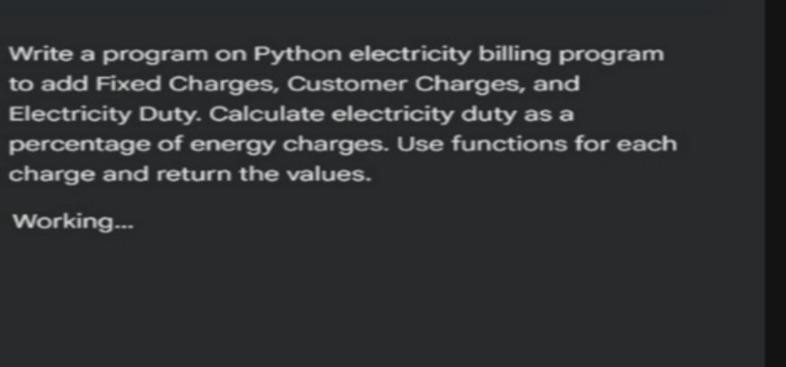 Write a program on Python electricity billing program
to add Fixed Charges, Customer Charges, and
Electricity Duty. Calculate electricity duty as a
percentage of energy charges. Use functions for each
charge and return the values.
Working...